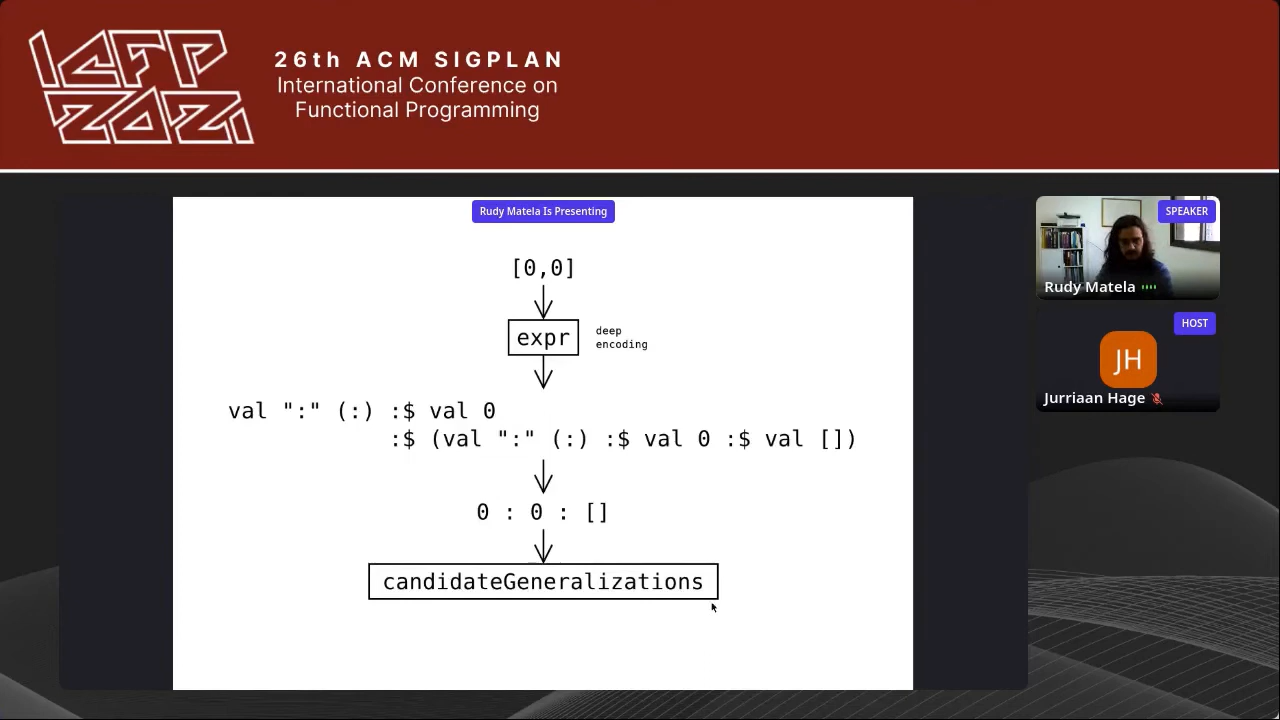 ICFP
2021
26th ACM SIGPLAN
International Conference on
Functional Programming
Rudy Matela Is Presenting
[0,0]
expr
deep
encoding
val ":" (:) :$ val 0
:$ (val ":" (:) :$ val 0 :$ val [])
0 : 0 : []
candidateGeneralizations
SPEAKER
Rudy Matela
HOST
JH
Jurriaan Hage